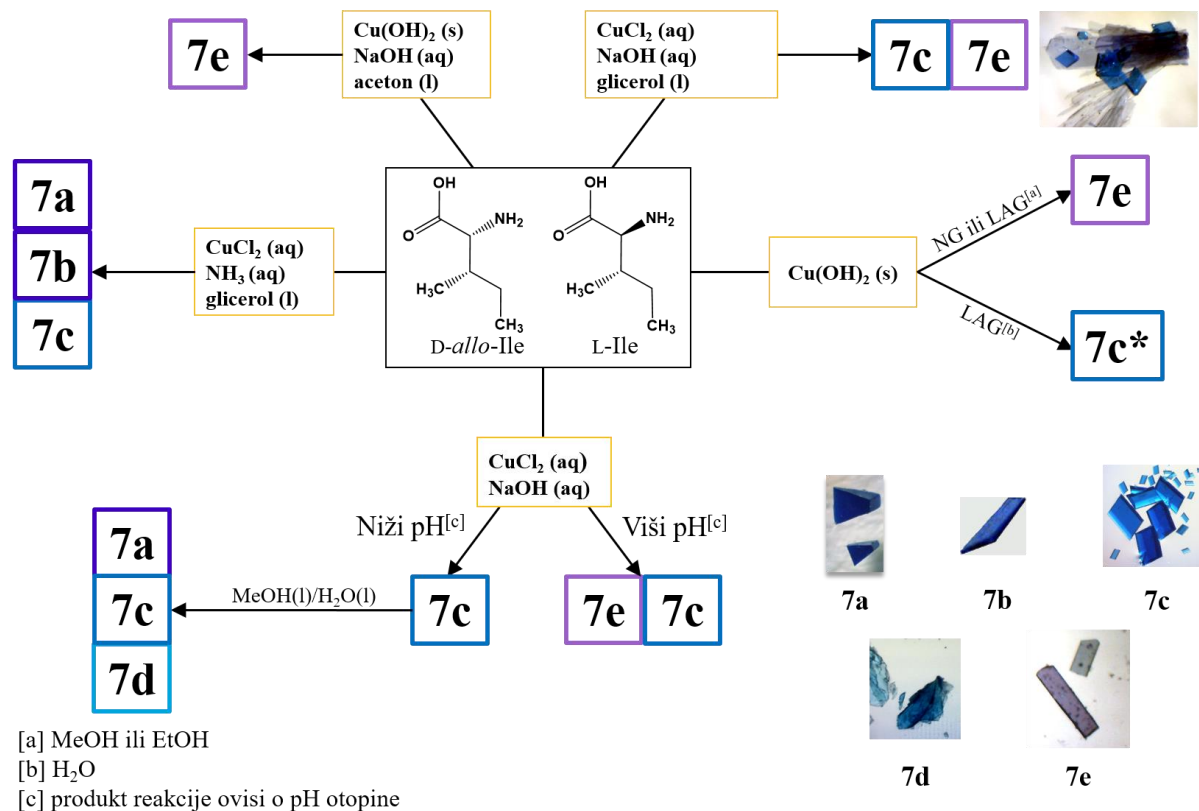 7e
Cu(OH)₂ (s)
NaOH (aq)
aceton (l)
CuCl₂ (aq)
NaOH (aq)
glicerol (l)
7c 7e
7a
7b
7c
CuCl₂ (aq)
NH₃ (aq)
glicerol (l)
OH
O
NH₂
H₃C
CH₃
D-allo-Ile
OH
O
NH₂
H₃C
CH₃
L-Ile
Cu(OH)₂ (s)
NG ili LAG[a]
7e
LAG[b]
7c*
CuCl₂ (aq)
NaOH (aq)
Niži pH[c]
Viši pH[c]
7a
7c
7d
MeOH(l)/H₂O(l)
7c
7e 7c
7a
7b
7c
7d
7e
[a] MeOH ili EtOH
[b] H₂O
[c] produkt reakcije ovisi o pH otopine